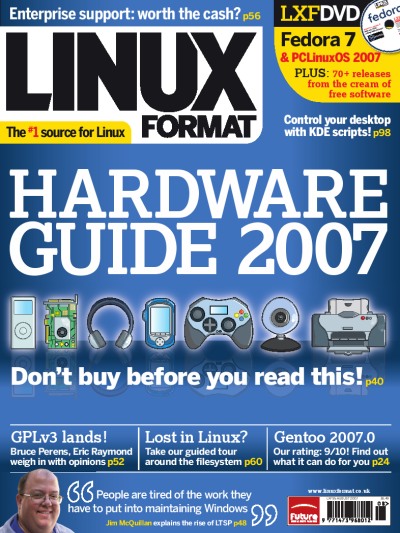 Enterprise support: worth the cash? p56
LXFDVD
Fedora 7
& PCLinuxOS 2007
PLUS: 70+ releases
from the cream of
free software
LINUX
FORMAT
The #1 source for Linux
Control your desktop
with KDE scripts! p98
HARDWARE
GUIDE 2007
Don't buy before you read this! p40
GPLv3 lands!
Bruce Perens, Eric Raymond
weigh in with opinions p52
Lost in Linux?
Take our guided tour
around the filesystem p60
Gentoo 2007.0
Our rating: 9/10! Find out
what it can do for you p24
"People are tired of the work they
have to put into maintaining Windows"
Jim McQuillan explains the rise of LTSP p48
www.linuxformat.co.uk
Future
9 771473 968012
08